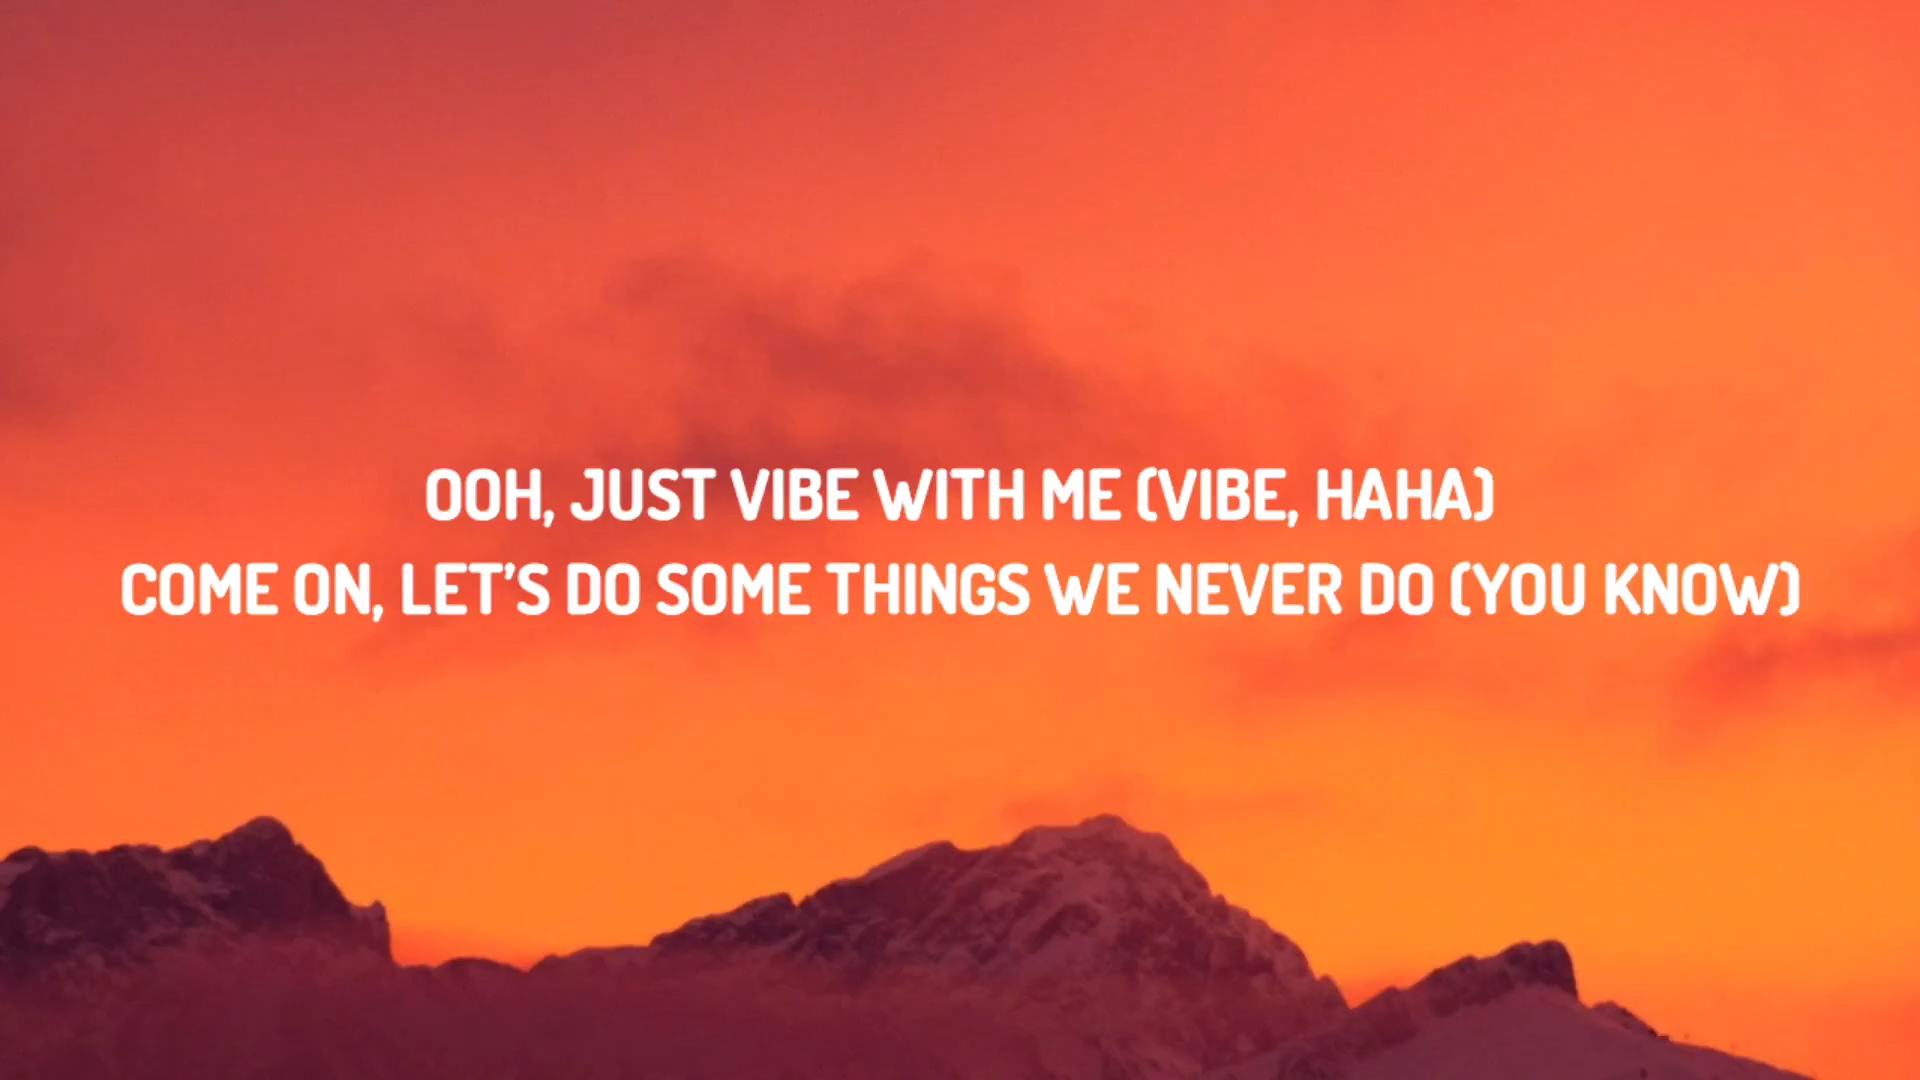 OOH, JUST VIBE WITH ME (VIBE, HAHA)
COME ON, LET'S DO SOME THINGS WE NEVER DO (YOU KNOW)